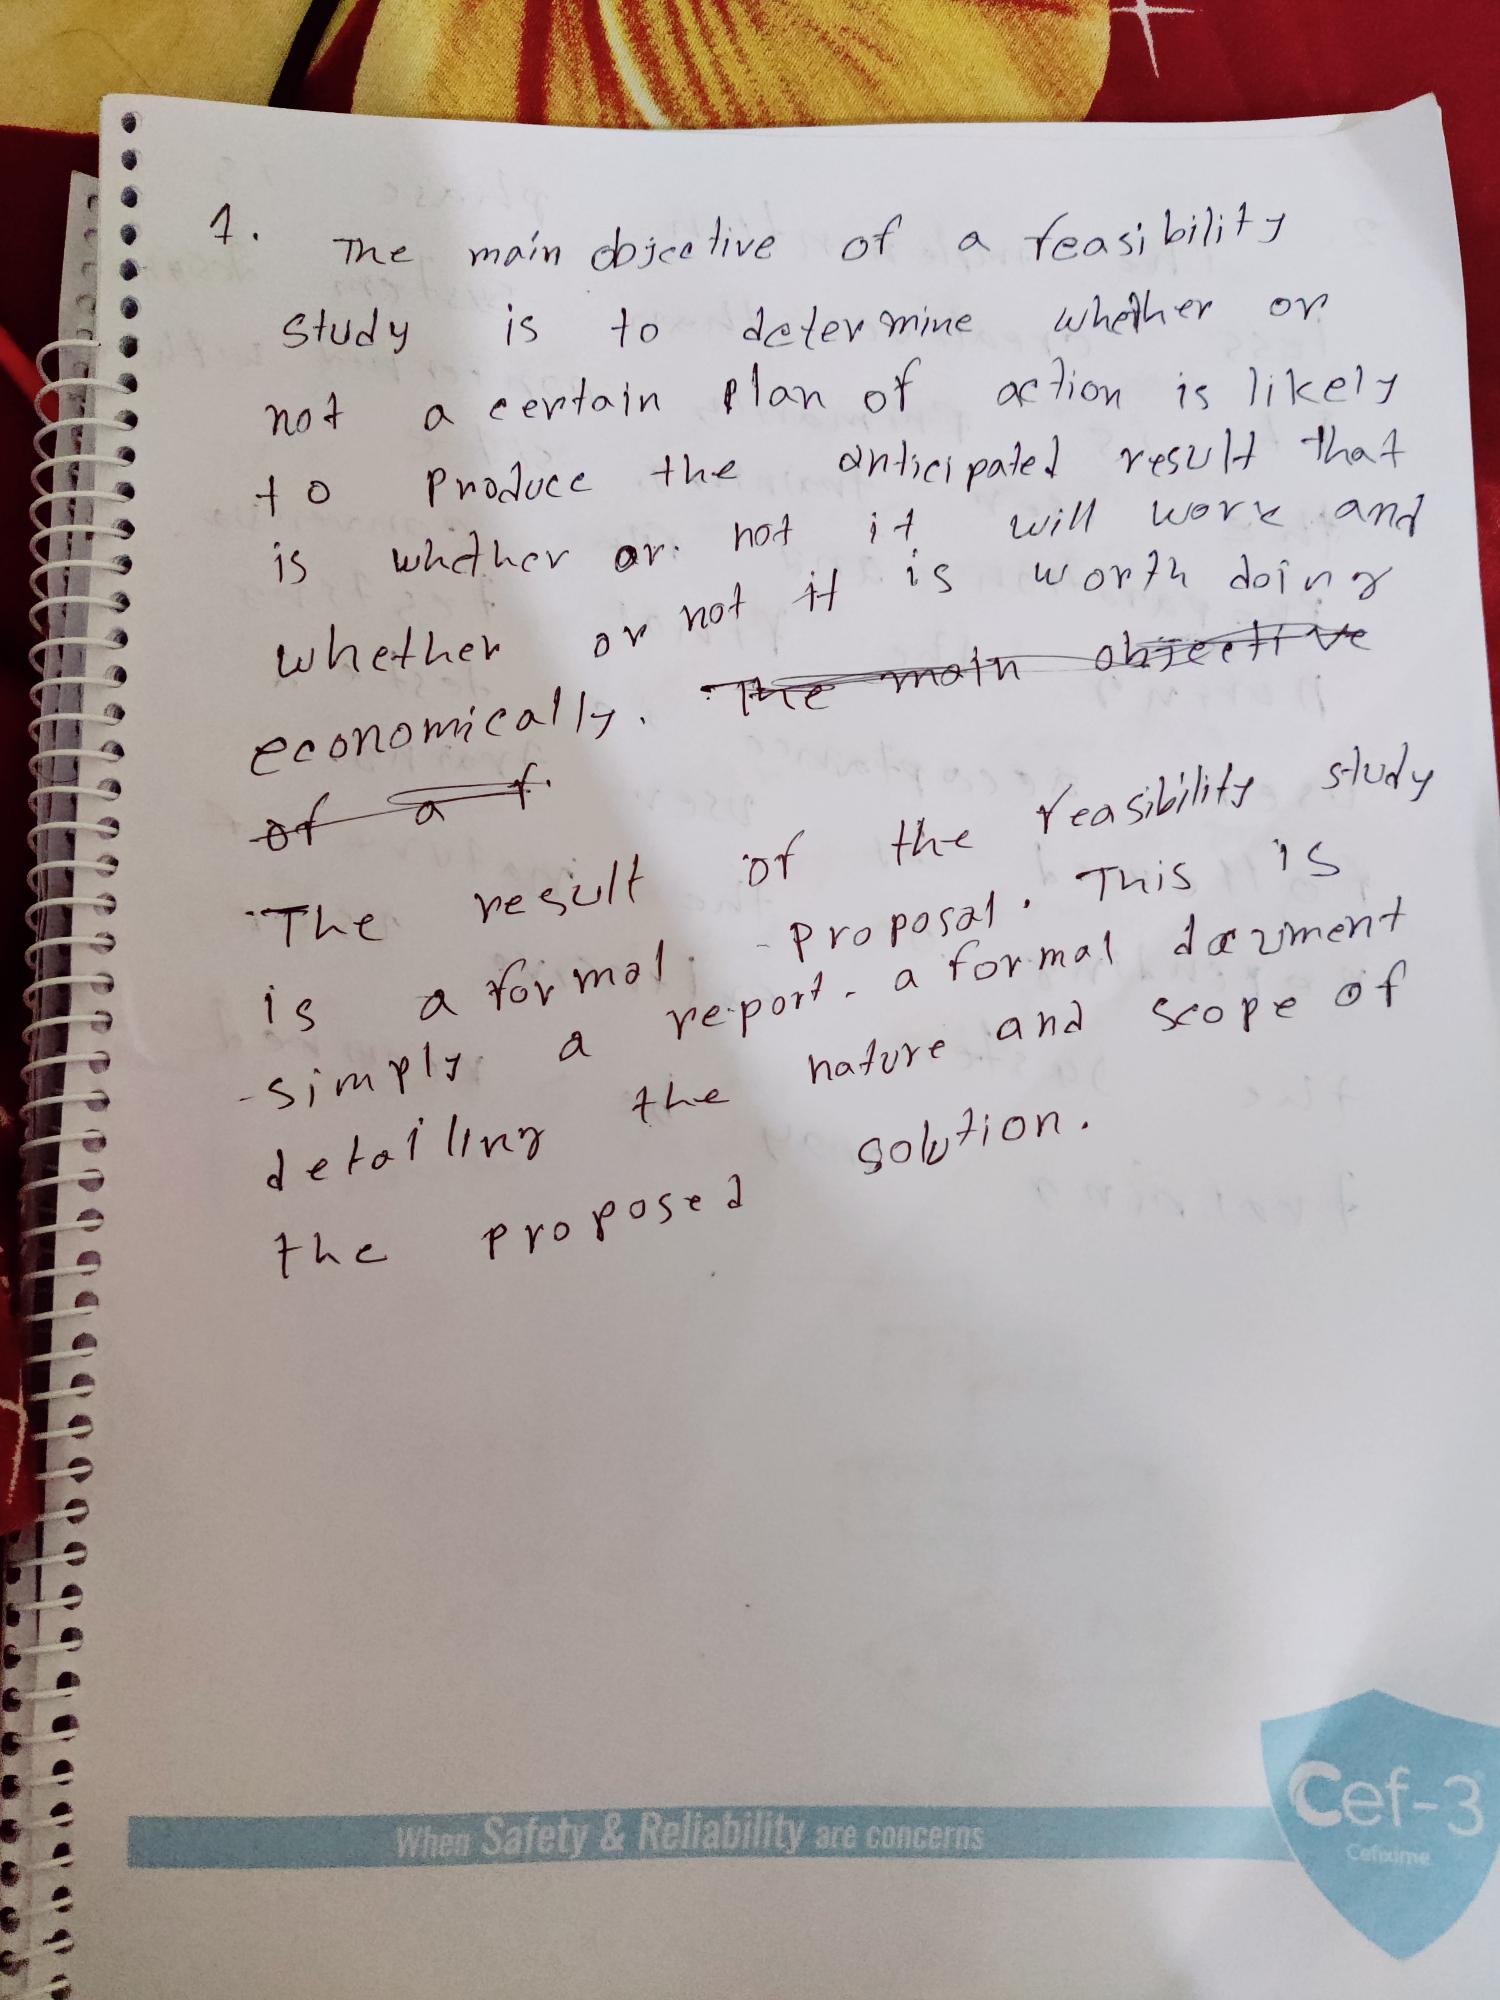 1. The main objective of a feasibility
study is to determine whether or
not a certain plan of action is likely
to produce the anticipated result that
is whether or not it will work and
whether or not it is worth doing
economically. The main objective
of a f.
The result of the feasibility study
is a formal proposal. This is
simply a report - a formal document
detailing the nature and scope of
the proposed solution.
When Safety & Reliability are concerns
Cef-3
Cefixime